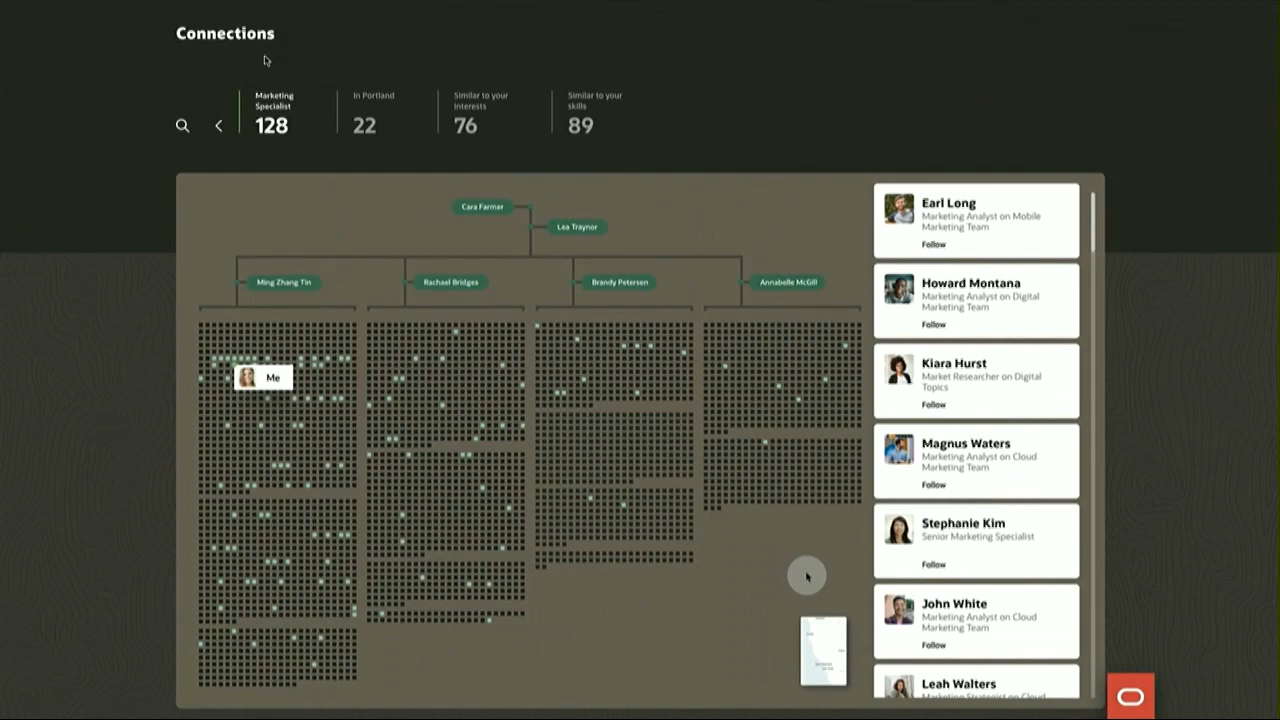 Connections
Marketing
Specialist
128
In Portland
22
Similar to your
interests
76
Similar to your
skills
89
Cara Farmer
Lea Traynor
Ming Zhang Tin
Rachael Bridges
Brandy Petersen
Annabelle McGill
Me
Earl Long
Marketing Analyst on Mobile
Marketing Team
Follow
Howard Montana
Marketing Analyst on Digital
Marketing Team
Follow
Kiara Hurst
Market Researcher on Digital
Topics
Follow
Magnus Waters
Marketing Analyst on Cloud
Marketing Team
Follow
Stephanie Kim
Senior Marketing Specialist
Follow
John White
Marketing Analyst on Cloud
Marketing Team
Follow
Leah Walters
Marketing Strategist on Cloud